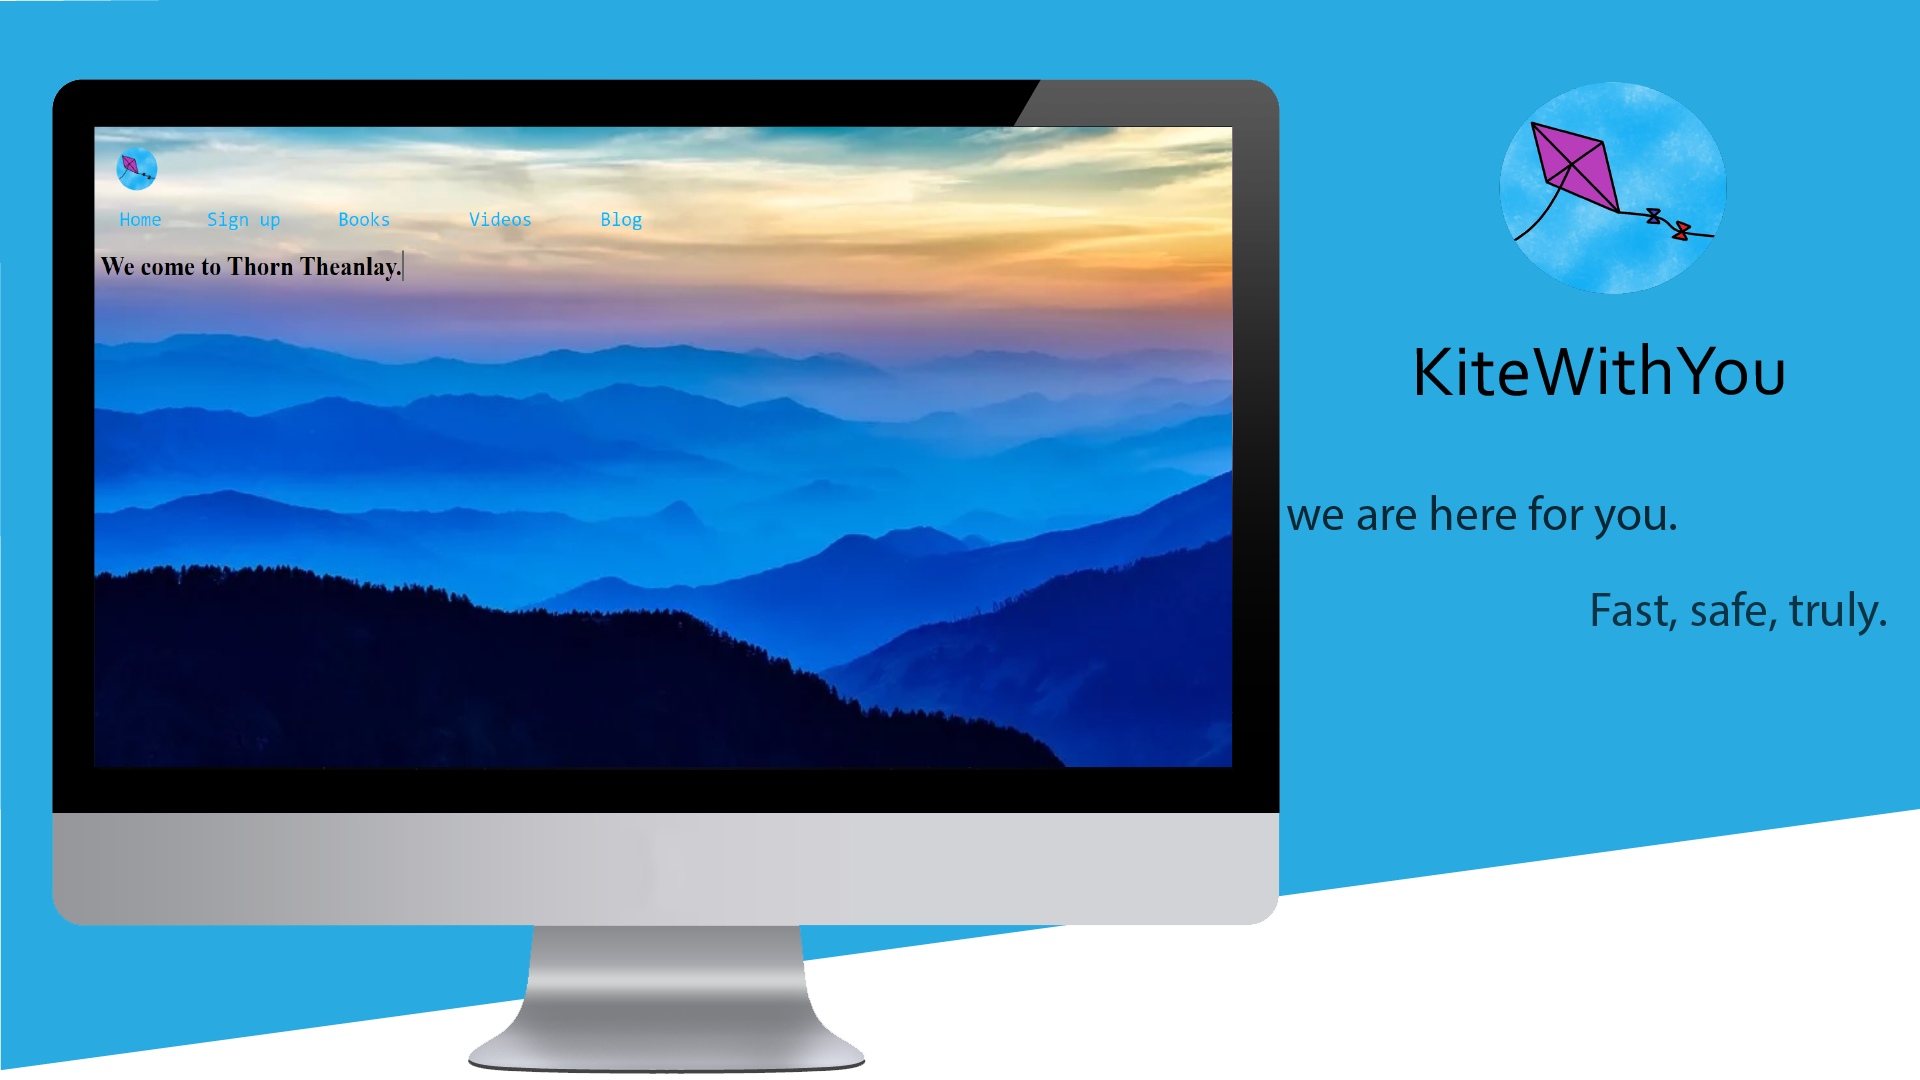 Home Sign up Books Videos Blog
We come to Thorn Theanlay.
KiteWithYou
we are here for you.
Fast, safe, truly.